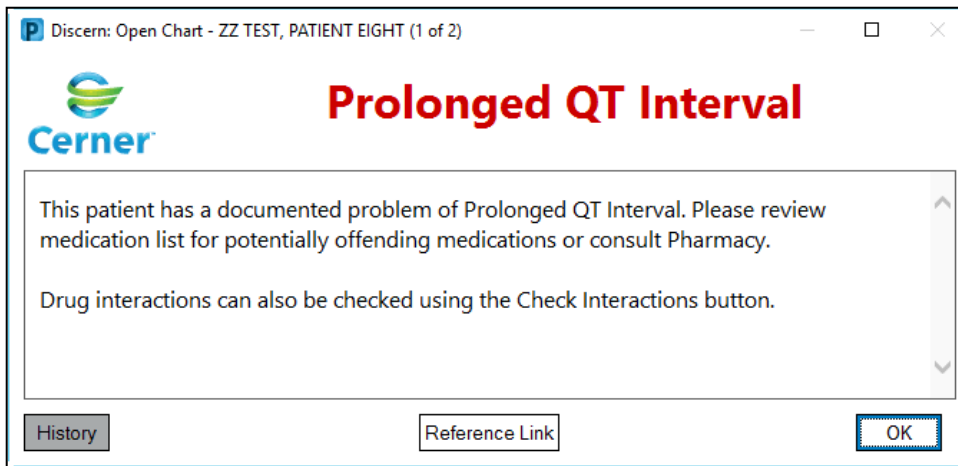 Discern: Open Chart - ZZ TEST, PATIENT EIGHT (1 of 2)
Cerner™
Prolonged QT Interval
This patient has a documented problem of Prolonged QT Interval. Please review
medication list for potentially offending medications or consult Pharmacy.
Drug interactions can also be checked using the Check Interactions button.
History
Reference Link
OK